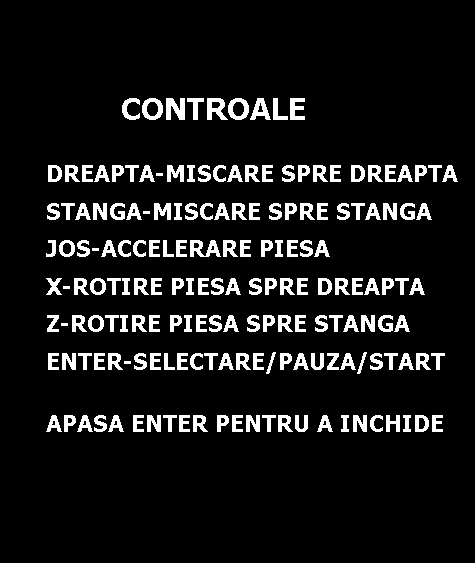 CONTROALE
DREAPTA-MISCARE SPRE DREAPTA
STANGA-MISCARE SPRE STANGA
JOS-ACCELERARE PIESA
X-ROTIRE PIESA SPRE DREAPTA
Z-ROTIRE PIESA SPRE STANGA
ENTER-SELECTARE/PAUZA/START
APASA ENTER PENTRU A INCHIDE